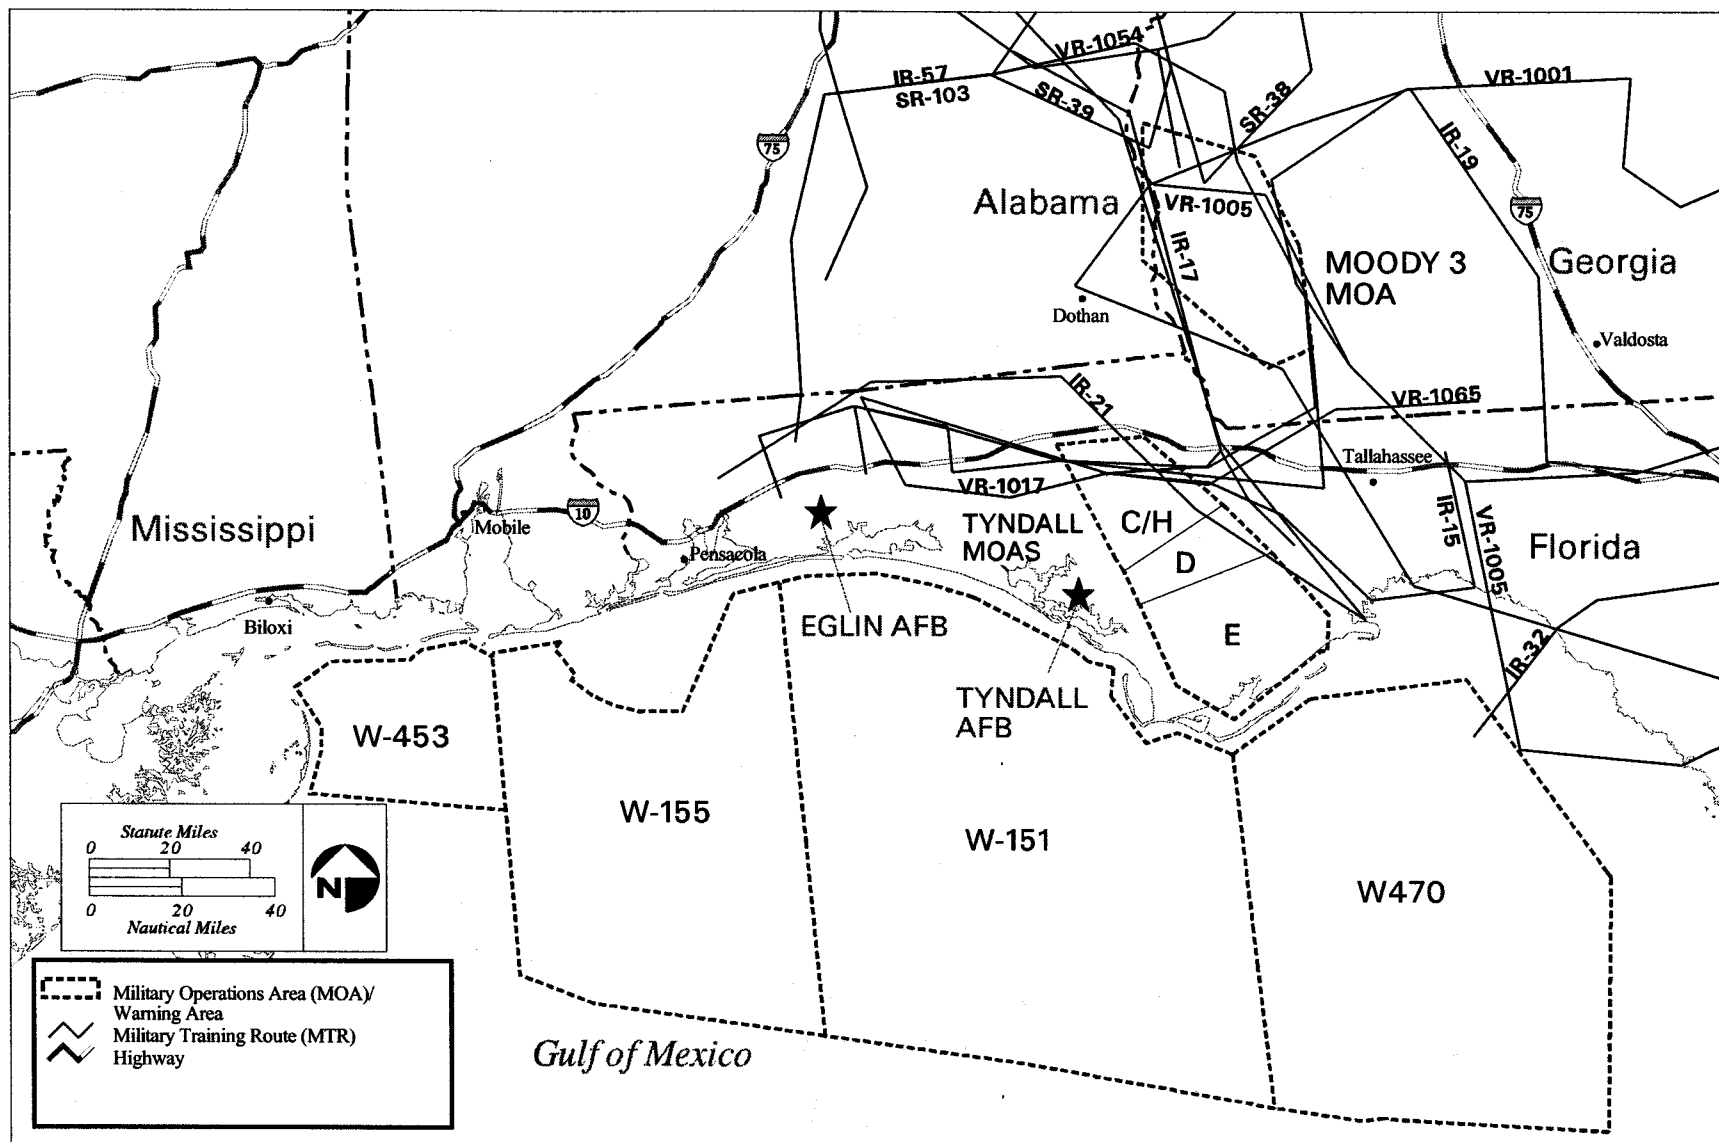 VR-1054
IR-57
SR-103
SR-39
SR-38
VR-1001
IR-19
75
Alabama
VR-1005
75
IR-17
MOODY 3
MOA
Georgia
Dothan
Valdosta
IR-21
VR-1065
Tallahassee
VR-1017
10
Mobile
Mississippi
TYNDALL
MOAS
C/H
IR-15
VR-1005
Florida
Pensacola
D
Biloxi
EGLIN AFB
E
IR-32
TYNDALL
AFB
W-453
W-155
W-151
W470
Statute Miles
0 20 40
N
0 20 40
Nautical Miles
Military Operations Area (MOA)/
Warning Area
Military Training Route (MTR)
Highway
Gulf of Mexico